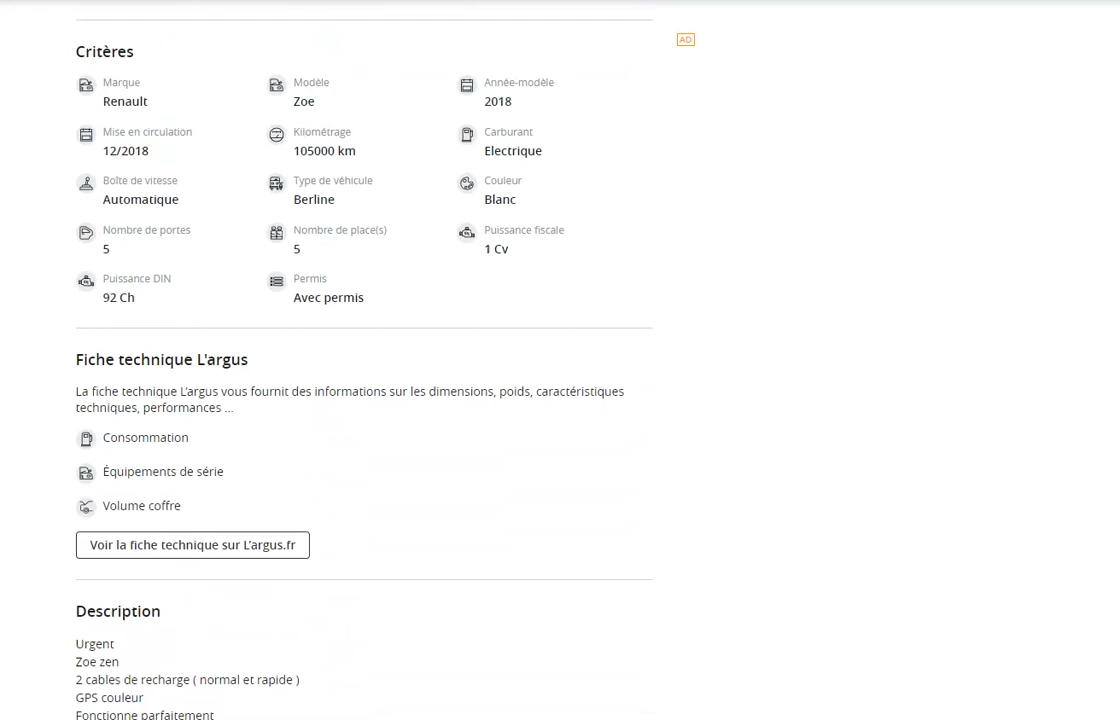 AD
Critères
Marque
Modèle
Année-modèle
Renault
Zoe
2018
Mise en circulation
Kilométrage
Carburant
12/2018
105000 km
Electrique
Boîte de vitesse
Type de véhicule
Couleur
Automatique
Berline
Blanc
Nombre de portes
Nombre de place(s)
Puissance fiscale
5
5
1 Cv
Puissance DIN
Permis
92 Ch
Avec permis
Fiche technique L'argus
La fiche technique L'argus vous fournit des informations sur les dimensions, poids, caractéristiques
techniques, performances ...
Consommation
Équipements de série
Volume coffre
Voir la fiche technique sur L'argus.fr
Description
Urgent
Zoe zen
2 cables de recharge ( normal et rapide )
GPS couleur
Fonctionne parfaitement